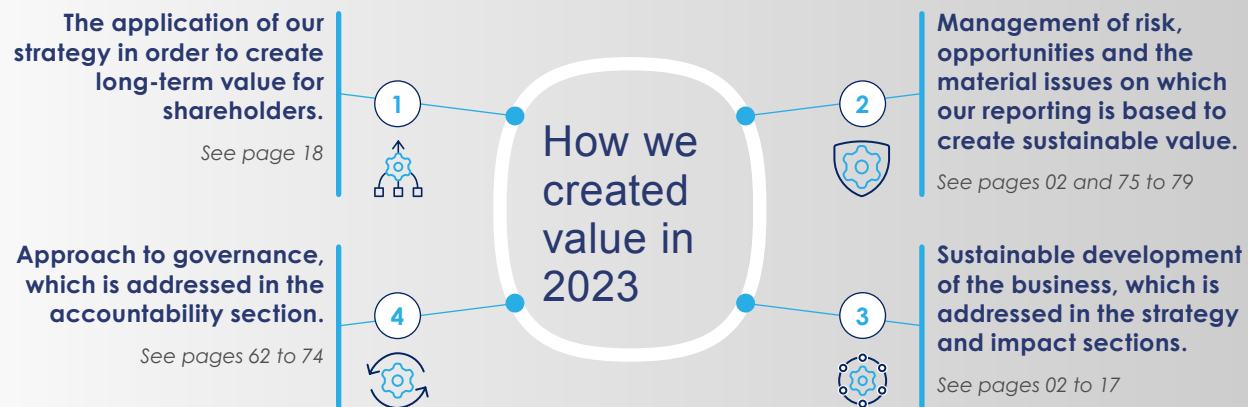 The application of our
strategy in order to create
long-term value for
shareholders.
See page 18
1
How we
created
value in
2023
2
Management of risk,
opportunities and the
material issues on which
our reporting is based to
create sustainable value.
See pages 02 and 75 to 79
Approach to governance,
which is addressed in the
accountability section.
See pages 62 to 74
4
3
Sustainable development
of the business, which is
addressed in the strategy
and impact sections.
See pages 02 to 17